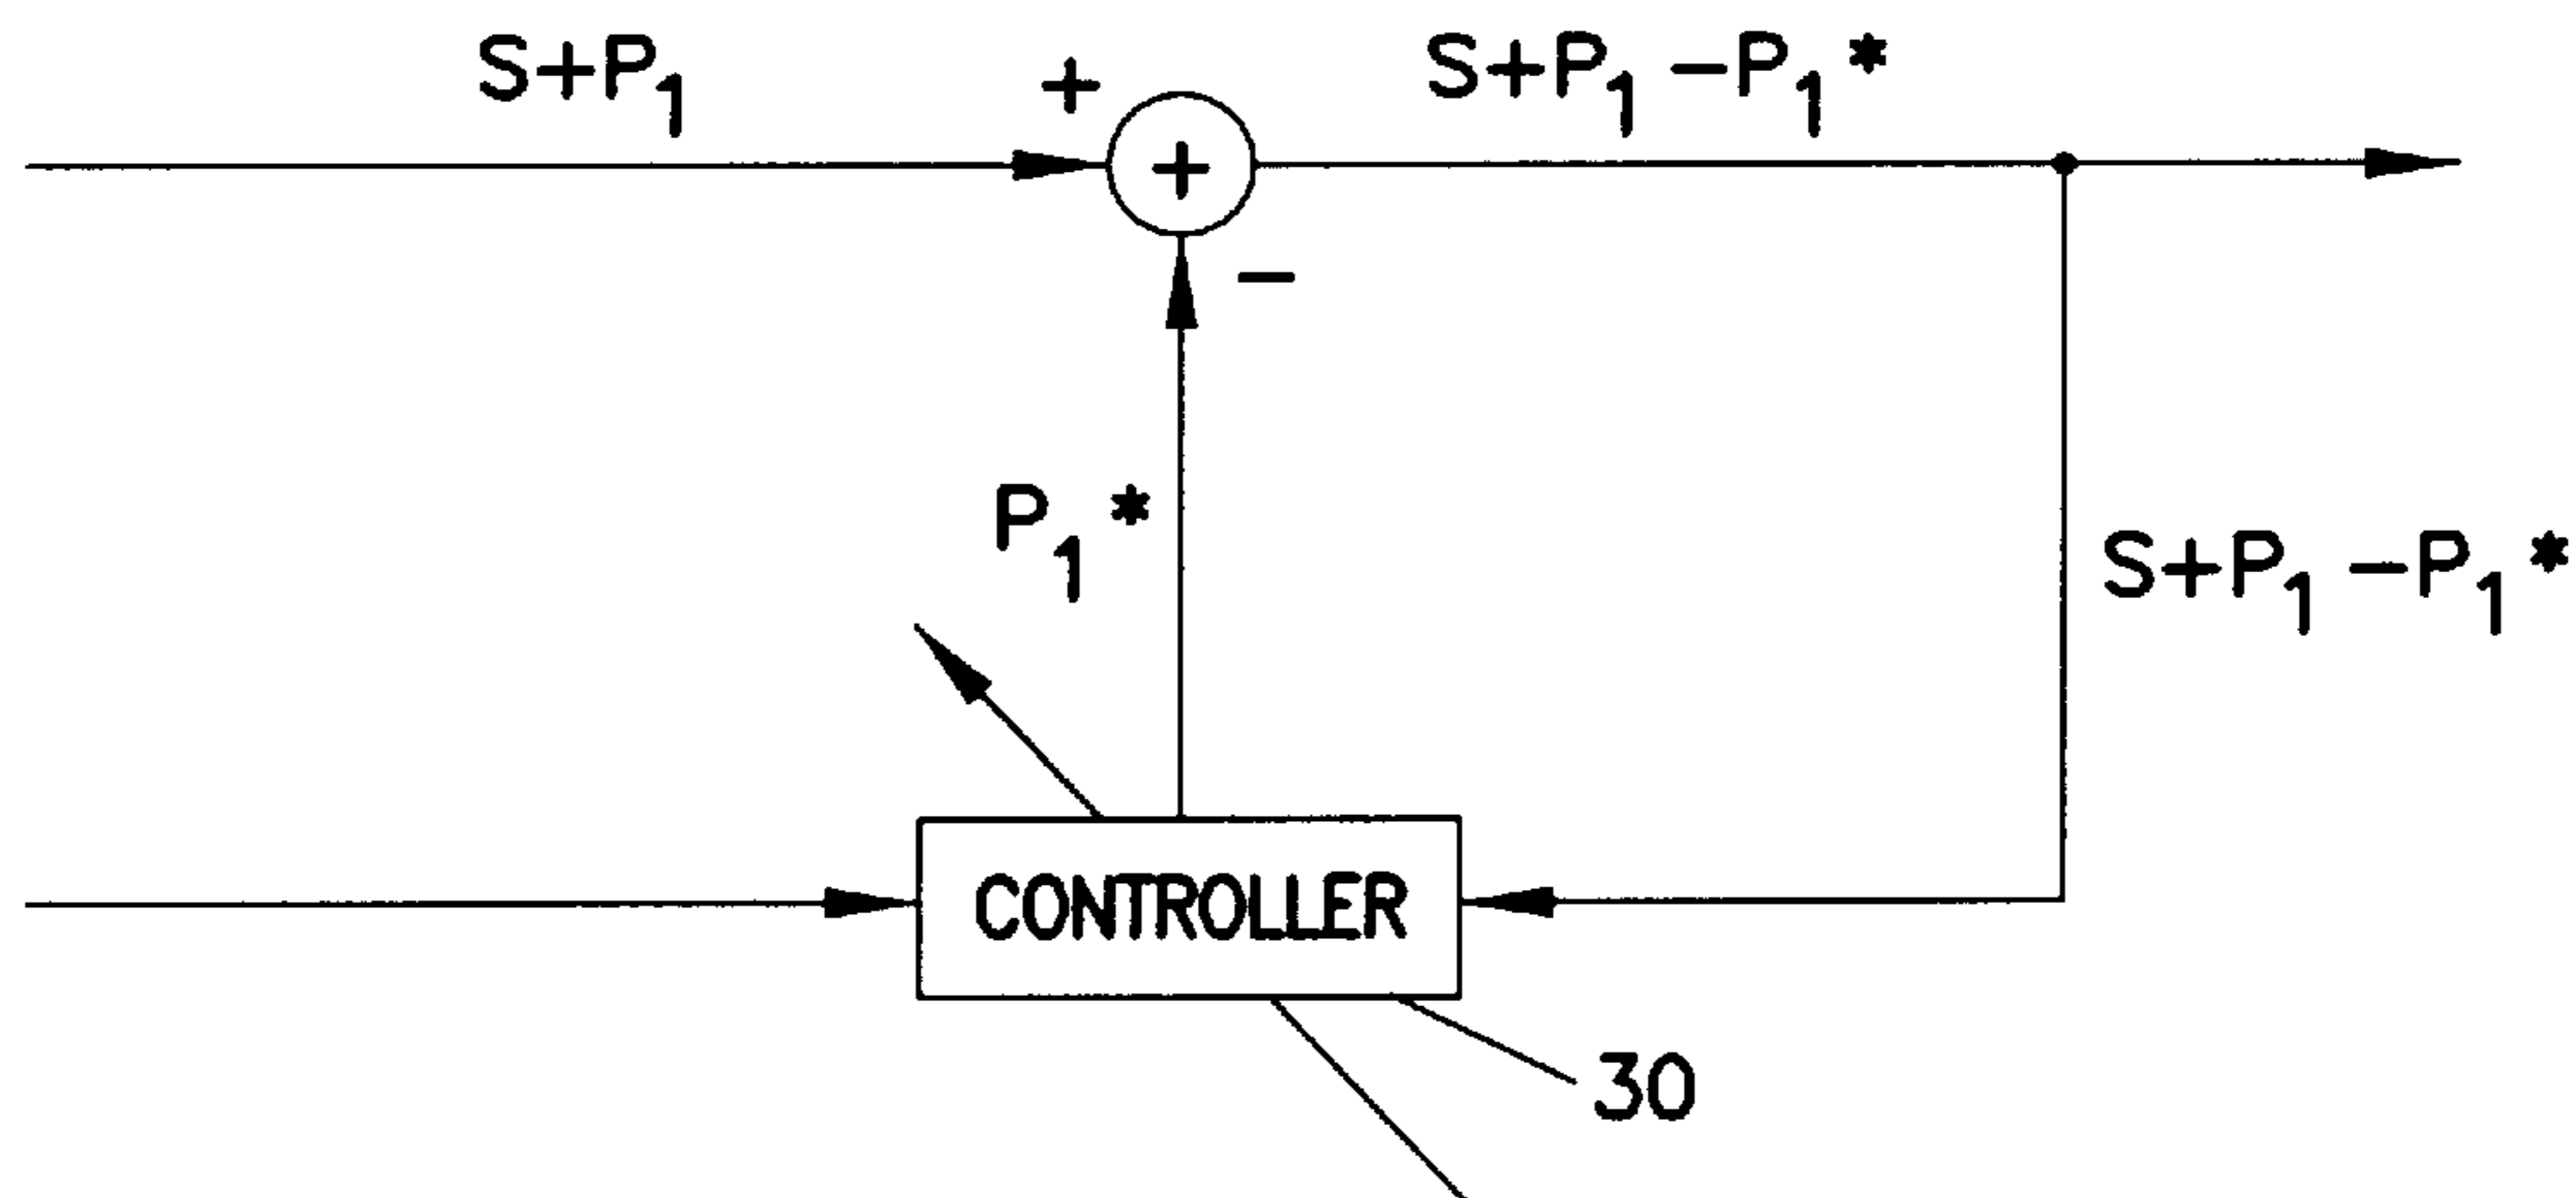 S+P₁
+
S+P₁-P₁*
+
-
P₁*
S+P₁-P₁*
CONTROLLER
30